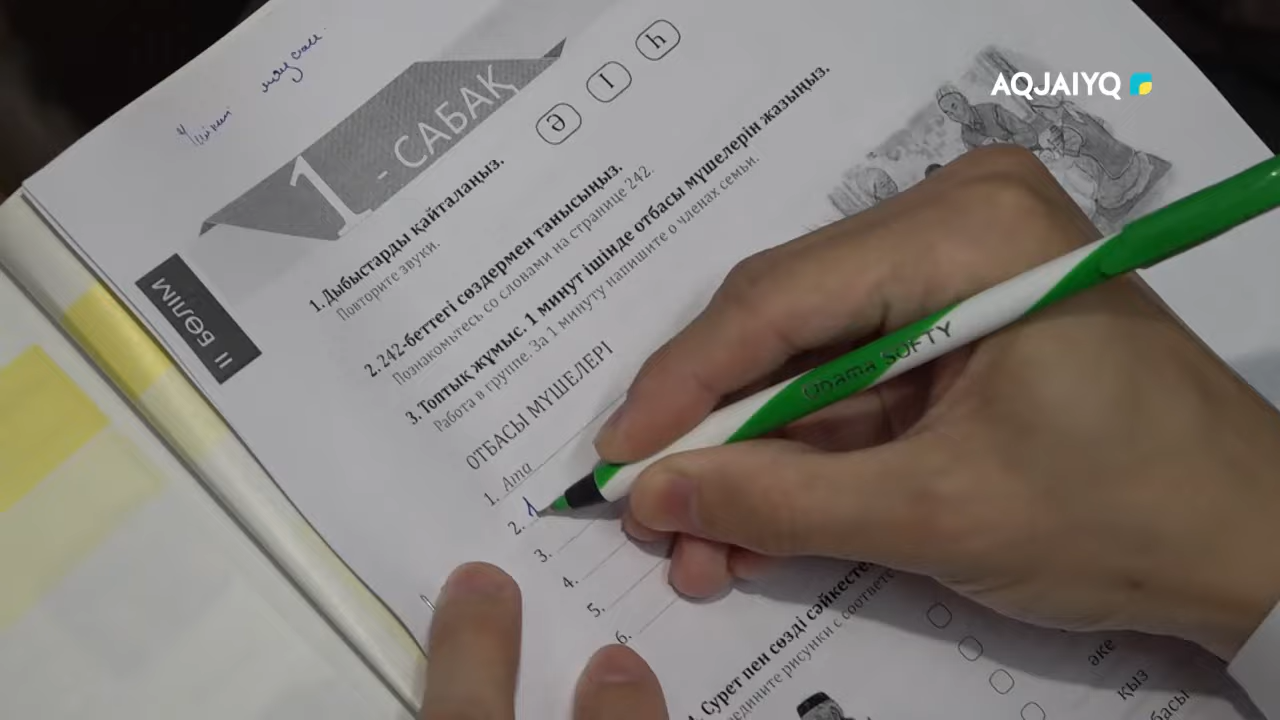 AQJAIYQ
1 - САБАҚ
Ә І Һ
II БӨЛІМ
1. Дыбыстарды қайталаңыз.
Повторите звуки.
2. 242-беттегі сөздермен танысыңыз.
Познакомьтесь со словами на странице 242.
3. Топтық жұмыс. 1 минут ішінде отбасы мүшелерін жазыңыз.
Работа в группе. За 1 минуту напишите о членах семьи.
ОТБАСЫ МҮШЕЛЕРІ
1. Ата
2.
3.
4.
5.
6.
Сурет пен сөзді
рисунки с
әке
қыз